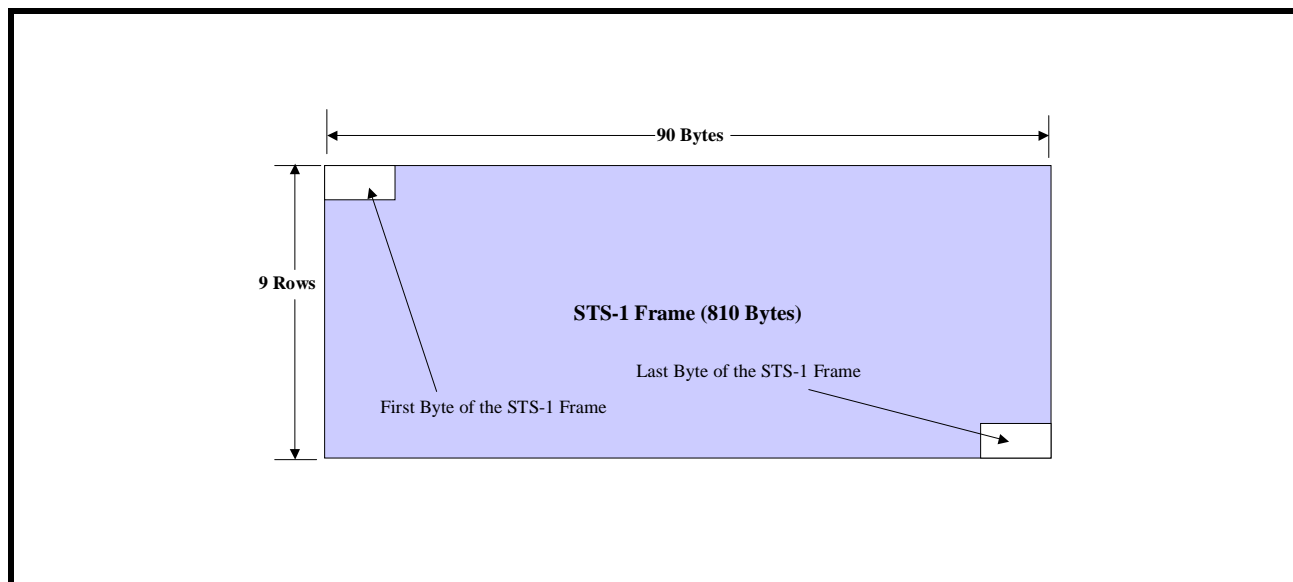 90 Bytes
9 Rows
STS-1 Frame (810 Bytes)
Last Byte of the STS-1 Frame
First Byte of the STS-1 Frame